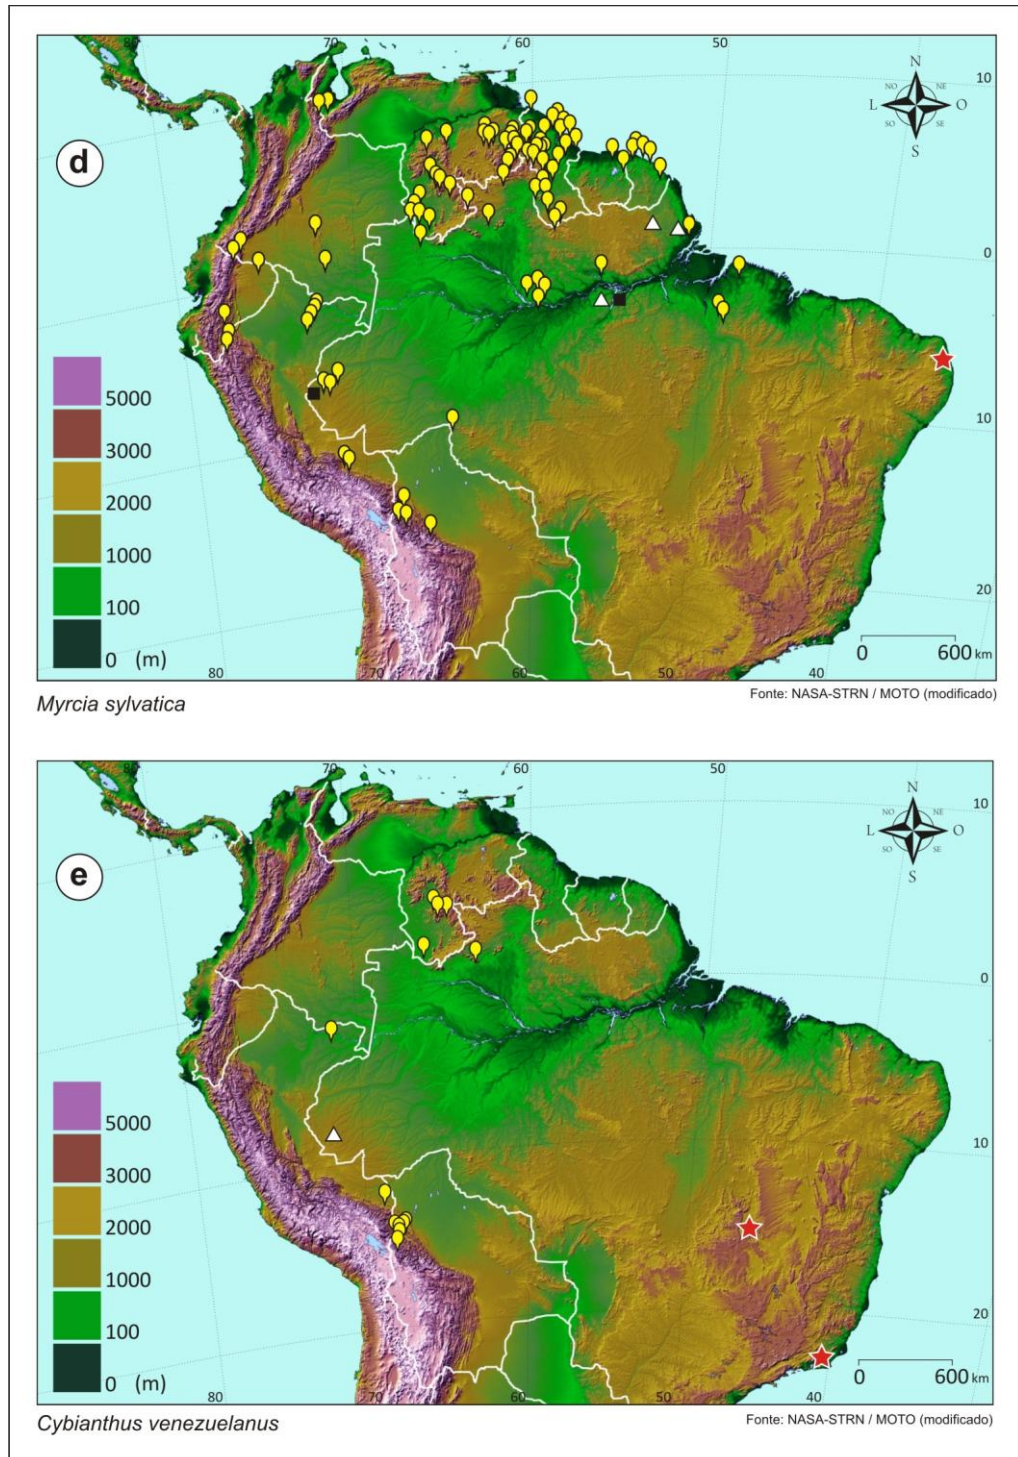 80
70
60
50
N
NO
NE
L
O
SO
SE
S
10
d
0
5000
3000
10
2000
1000
100
20
0 (m)
600 km
80
70
60
50
40
Myrcia sylvatica
Fonte: NASA-STRN / MOTO (modificado)
70
60
50
N
NO
NE
L
O
SO
SE
S
10
80
e
0
5000
3000
10
2000
1000
100
20
0 (m)
600 km
80
70
60
50
40
Cybianthus venezuelanus
Fonte: NASA-STRN / MOTO (modificado)